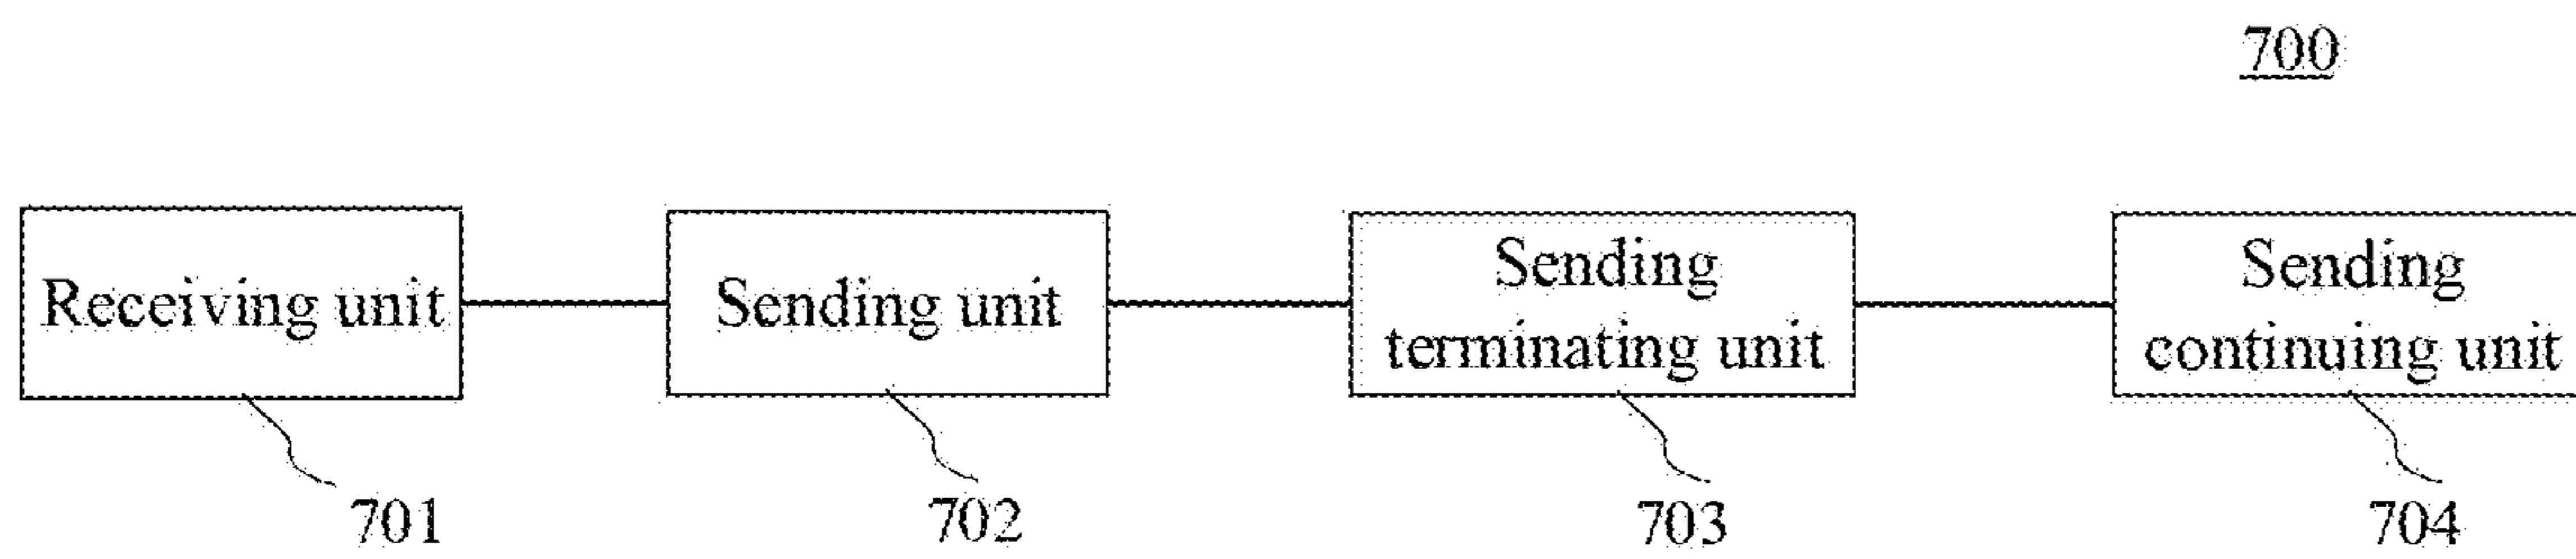 700
Receiving unit
Sending unit
Sending
terminating unit
Sending
continuing unit
701
702
703
704